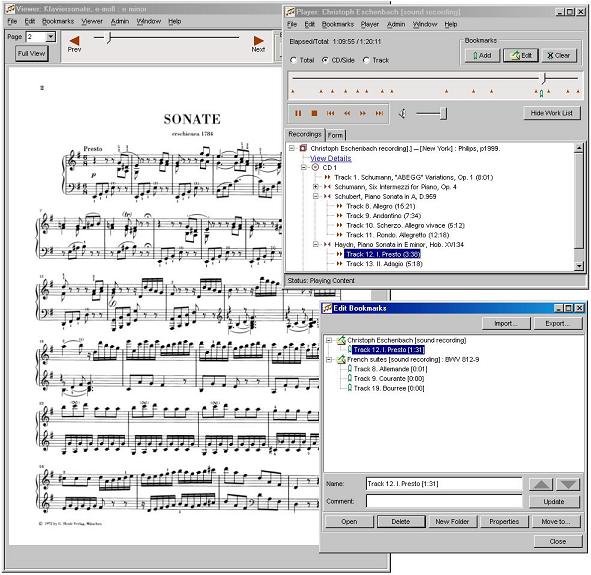 Viewer: Klaviersonate, e-moll : e minor
File Edit Bookmarks Viewer Admin Window Help
Page 2
Full View
Prev
Next
2
SONATE
erschienen 1784
Presto
p
© 1972 by G. Henle Verlag, München
Player: Christoph Eschenbach [sound recording]
File Edit Bookmarks Player Admin Window Help
Elapsed/Total: 1:09:55 / 1:20:11
Total CD/Side Track
Bookmarks
Add Edit Clear
Hide Work List
Recordings Form
Christoph Eschenbach recording].] -- [New York] : Philips, p1999.
View Details
CD 1
Track 1. Schumann, "ABEGG" Variations, Op. 1 (8:01)
Schumann, Six Intermezzi for Piano, Op. 4
Schubert, Piano Sonata in A, D.959
Track 8. Allegro (15:21)
Track 9. Andantino (7:34)
Track 10. Scherzo. Allegro vivace (5:12)
Track 11. Rondo. Allegretto (12:18)
Haydn, Piano Sonata in E minor, Hob. XVI:34
Track 12. I. Presto (3:38)
Track 13. II. Adagio (5:18)
Status: Playing Content
Edit Bookmarks
Import... Export...
Christoph Eschenbach [sound recording]
Track 12. I. Presto [1:31]
French suites [sound recording] : BWV 812-9
Track 8. Allemande [0:01]
Track 9. Courante [0:00]
Track 19. Bourree [0:00]
Name: Track 12. I. Presto [1:31]
Comment:
Update
Open Delete New Folder Properties Move to...
Close